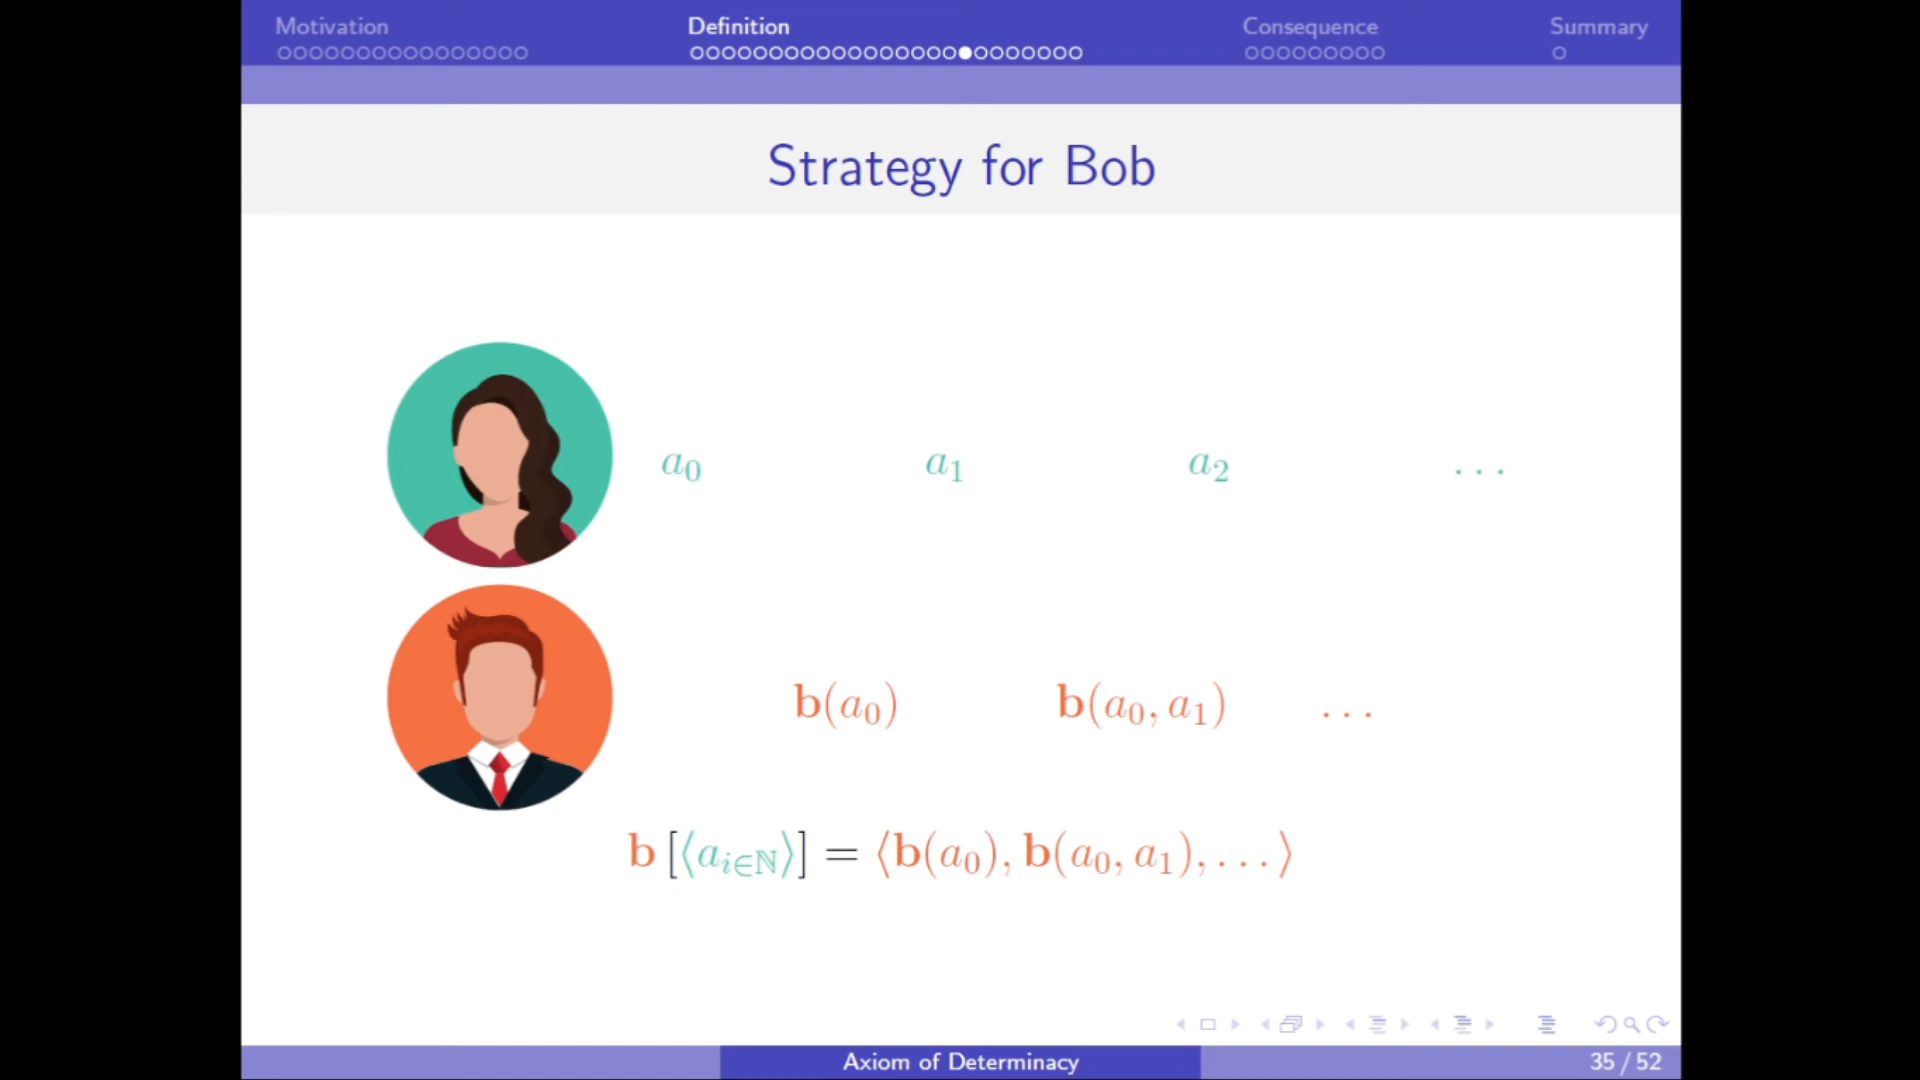 Motivation Definition Consequence Summary
Strategy for Bob
a₀ a₁ a₂ ...
b(a₀) b(a₀, a₁) ...
b [⟨aᵢ∈ℕ⟩] = ⟨b(a₀), b(a₀, a₁), ...⟩
Axiom of Determinacy 35 / 52